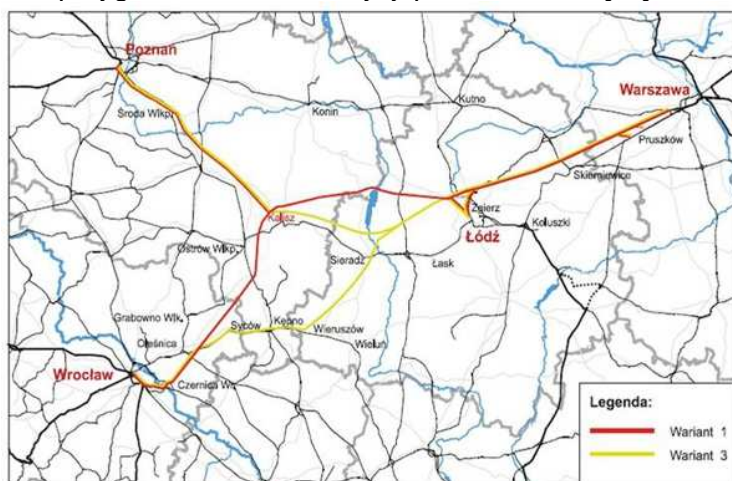 Poznań
Warszawa
Kutno
Konin
Środa Wlkp.
Pruszków
Skierniewice
Zgierz
Kalisz
Koluszki
Łódź
Ostrów Wlkp.
Sieradz
Łask
Grabowno Wlk.
Syców
Kępno
Wieruszów
Oleśnica
Wieluń
Wrocław
Czernica Wr.
Legenda:
Wariant 1
Wariant 3